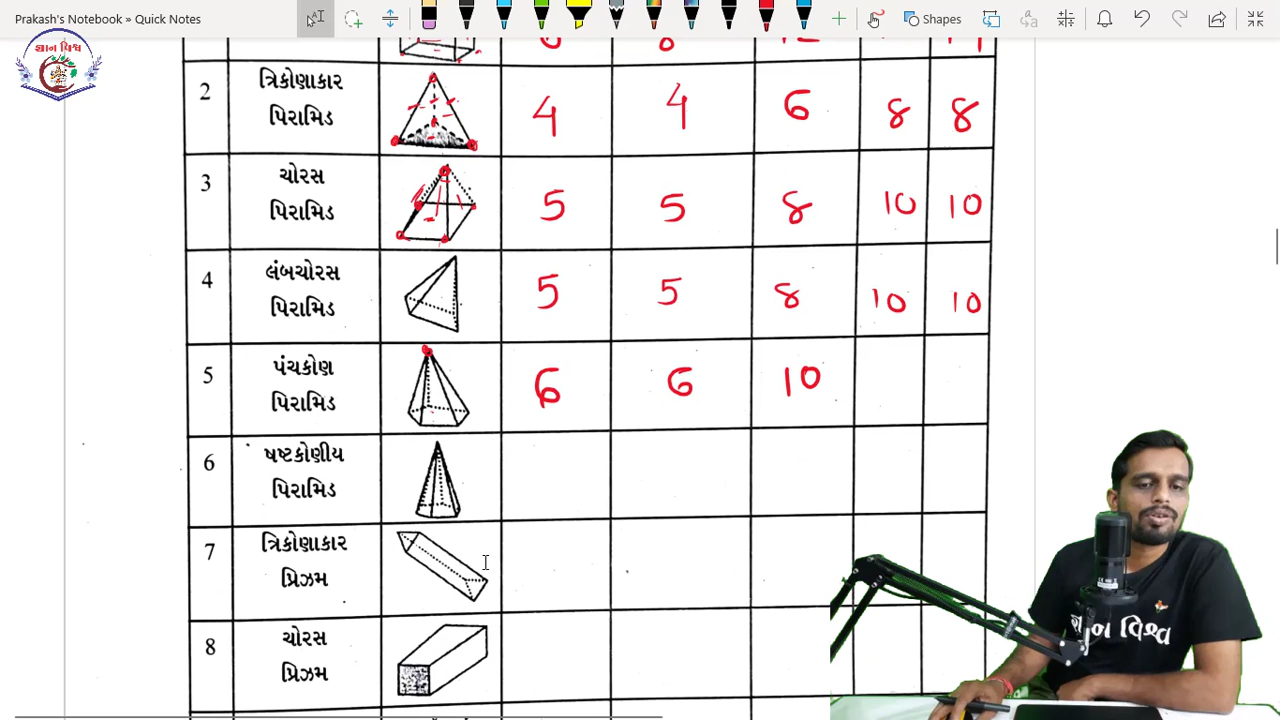 Prakash's Notebook » Quick Notes
Shapes
જ્ઞાન વિશ્વ
2 ત્રિકોણાકાર પિરામિડ 4 4 6 8 8
3 ચોરસ પિરામિડ 5 5 8 10 10
4 લંબચોરસ પિરામિડ 5 5 8 10 10
5 પંચકોણ પિરામિડ 6 6 10
6 ષષ્ટકોણીય પિરામિડ
7 ત્રિકોણાકાર પ્રિઝમ
8 ચોરસ પ્રિઝમ
જ્ઞાન વિશ્વ